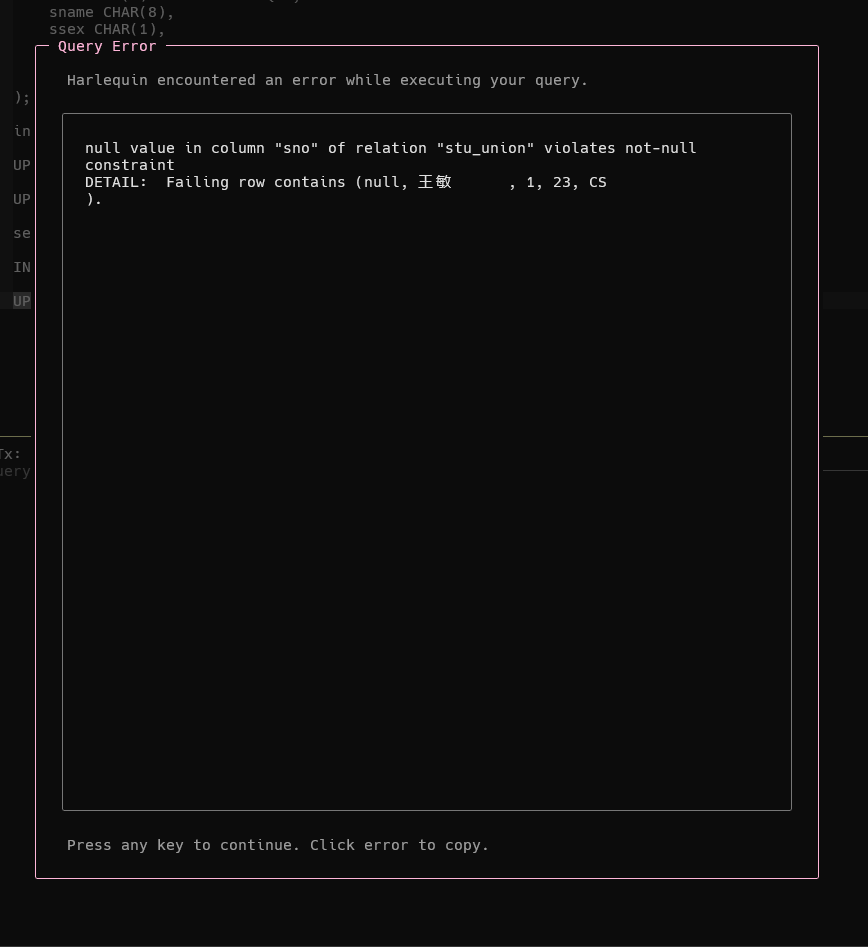 sname CHAR(8),
ssex CHAR(1),
Query Error
Harlequin encountered an error while executing your query.
);
in
null value in column "sno" of relation "stu_union" violates not-null
constraint
UP
DETAIL:  Failing row contains (null, 王敏      , 1, 23, CS
UP
).
se
IN
UP
Tx:
uery
Press any key to continue. Click error to copy.